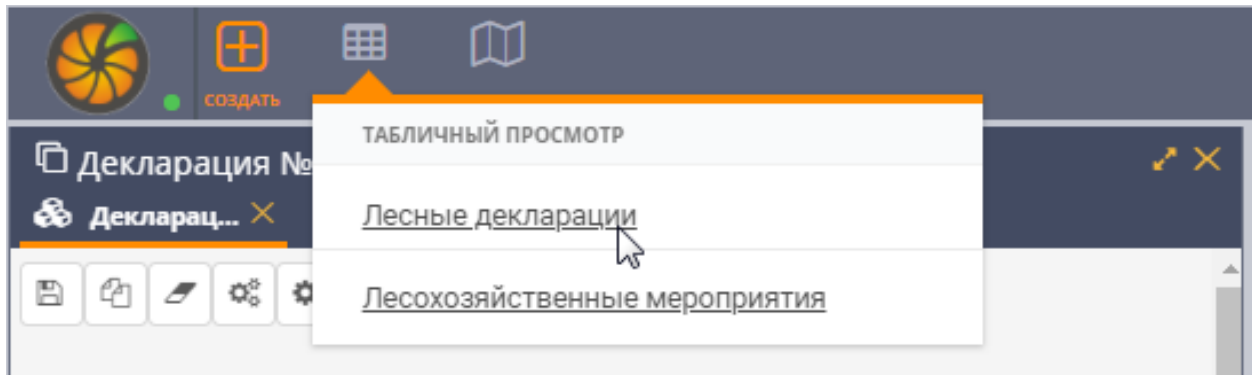 СОЗДАТЬ
ТАБЛИЧНЫЙ ПРОСМОТР
Декларация №
Декларац...
Лесные декларации
Лесохозяйственные мероприятия